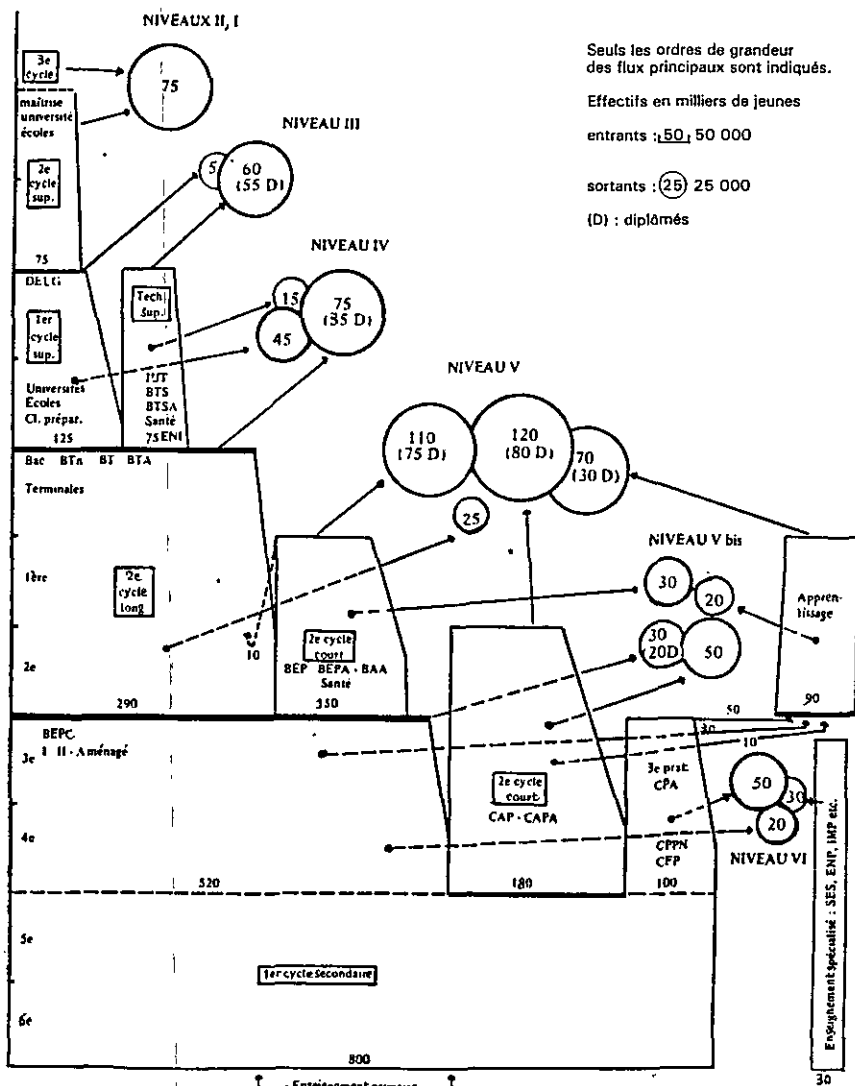 NIVEAUX II, I
3e
cycle
75
maîtrise
université
écoles
2e
cycle
sup.
75
Seuls les ordres de grandeur
des flux principaux sont indiqués.
Effectifs en milliers de jeunes
entrants : 50, 50 000
sortants : 25 25 000
(D) : diplômés
NIVEAU III
5
60
(55 D)
NIVEAU IV
15
75
(35 D)
45
1er
cycle
sup.
Universités
Écoles
Cl. prépar.
125
Tech
Sup.
IUT
BTS
BTSA
Santé
75 ENI
NIVEAU V
110
(75 D)
120
(80 D)
70
(30 D)
25
Bac BTn BT BTA
Terminales
1ère
2e
cycle
long
2e
10
290
2e cycle
court
BEP BEPA - BAA
Santé
NIVEAU V bis
30
20
30
(20D
50
Appren-
tissage
90
50
10
BEPC
I II - Aménagé
3e
4e
520
2e cycle
court
CAP - CAPA
180
3e prat.
CPA
CPPN
100
50
30
20
NIVEAU VI
Enseignement spécialisé : SES, ENP, IMP etc.
30
5e
1er cycle secondaire
6e
800